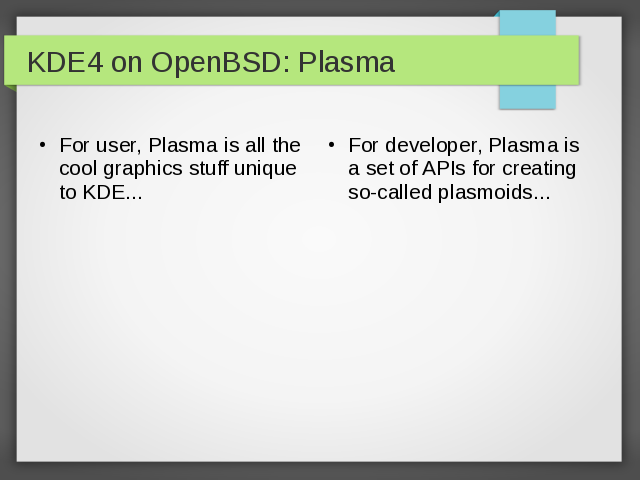 KDE4 on OpenBSD: Plasma
• For user, Plasma is all the
cool graphics stuff unique
to KDE...
• For developer, Plasma is
a set of APIs for creating
so-called plasmoids...